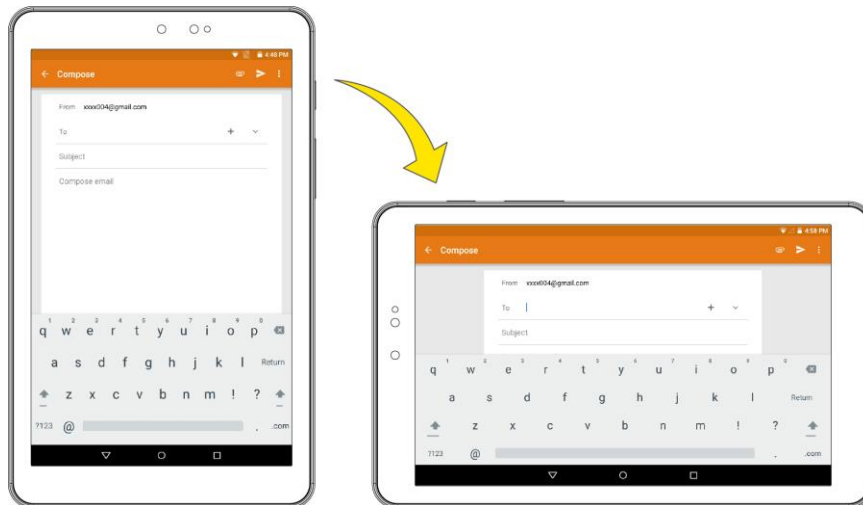 4:48 PM
Compose
From xxxx004@gmail.com
To
Subject
Compose email
1 2 3 4 5 6 7 8 9 0
q w e r t y u i o p
a s d f g h j k l Return
z x c v b n m ! ?
?123 @ . .com
4:58 PM
Compose
From xxxx004@gmail.com
To
Subject
1 2 3 4 5 6 7 8 9 0
q w e r t y u i o p
a s d f g h j k l Return
z x c v b n m ! ?
?123 @ . .com